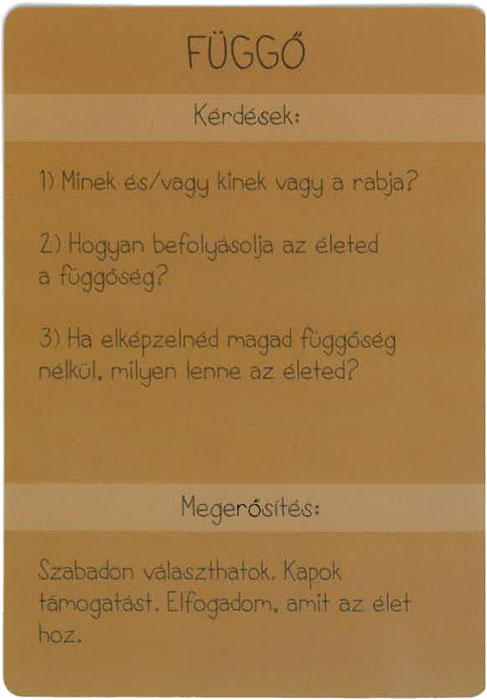 FÜGGŐ
Kérdések:
1) Minek és/vagy kinek vagy a rabja?
2) Hogyan befolyásolja az életed
a függőség?
3) Ha elképzelnéd magad függőség
nélkül, milyen lenne az életed?
Megerősítés:
Szabadon választhatok. Kapok
támogatást. Elfogadom, amit az élet
hoz.